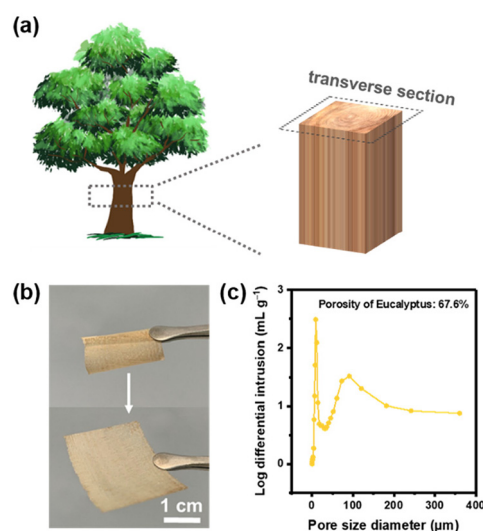 (a)
transverse section
(b)
1 cm
(c)
Porosity of Eucalyptus: 67.6%
Log differential intrusion (mL g⁻¹)
3
2
1
0
0
100
200
300
400
Pore size diameter (μm)